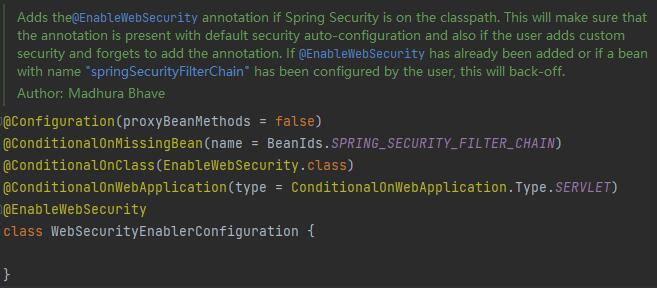 Adds the@EnableWebSecurity annotation if Spring Security is on the classpath. This will make sure that
the annotation is present with default security auto-configuration and also if the user adds custom
security and forgets to add the annotation. If @EnableWebSecurity has already been added or if a bean
with name "springSecurityFilterChain" has been configured by the user, this will back-off.
Author: Madhura Bhave
@Configuration(proxyBeanMethods = false)
@ConditionalOnMissingBean(name = BeanIds.SPRING_SECURITY_FILTER_CHAIN)
@ConditionalOnClass(EnableWebSecurity.class)
@ConditionalOnWebApplication(type = ConditionalOnWebApplication.Type.SERVLET)
@EnableWebSecurity
class WebSecurityEnablerConfiguration {
}